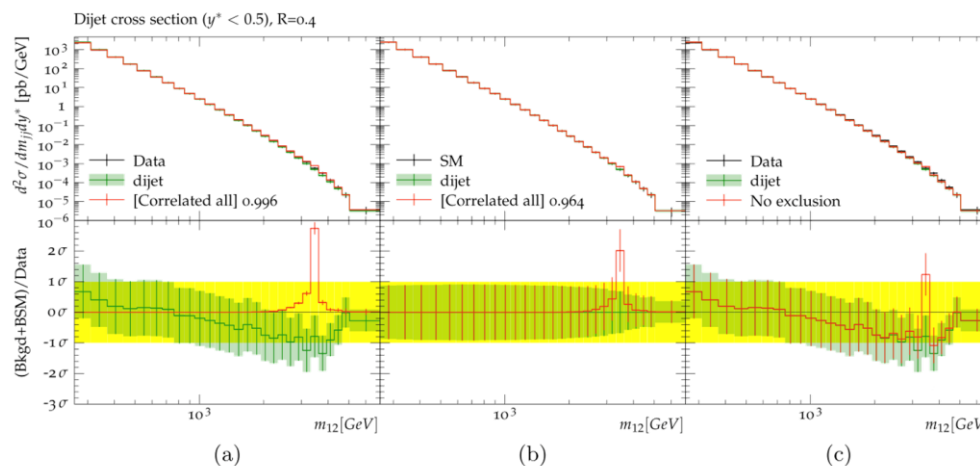 Dijet cross section (y* < 0.5), R=0.4
d²σ/dm_jj dy* [pb/GeV]
10³
10²
10¹
1
10⁻¹
10⁻²
10⁻³
10⁻⁴
10⁻⁵
10⁻⁶
Data
dijet
[Correlated all] 0.996
SM
dijet
[Correlated all] 0.964
Data
dijet
No exclusion
(Bkgd+BSM)/Data
2σ
1σ
0σ
-1σ
-2σ
-3σ
10³
m₁₂[GeV]
10³
m₁₂[GeV]
10³
m₁₂[GeV]
(a)
(b)
(c)